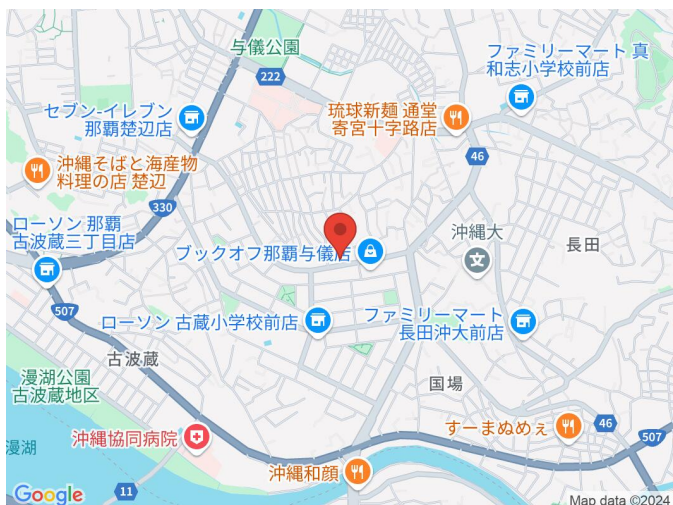 与儀公園
222
ファミリーマート 真
和志小学校前店
セブン-イレブン
那覇楚辺店
琉球新麺 通堂
寄宮十字路店
沖縄そばと海産物
料理の店 楚辺
46
330
ローソン 那覇
古波蔵三丁目店
ブックオフ那覇与儀店
沖縄大
長田
507
ローソン 古蔵小学校前店
ファミリーマート
長田沖大前店
古波蔵
漫湖公園
古波蔵地区
国場
すーまぬめぇ
46
507
漫湖
沖縄協同病院
沖縄和顔
11
Google
Map data ©2024